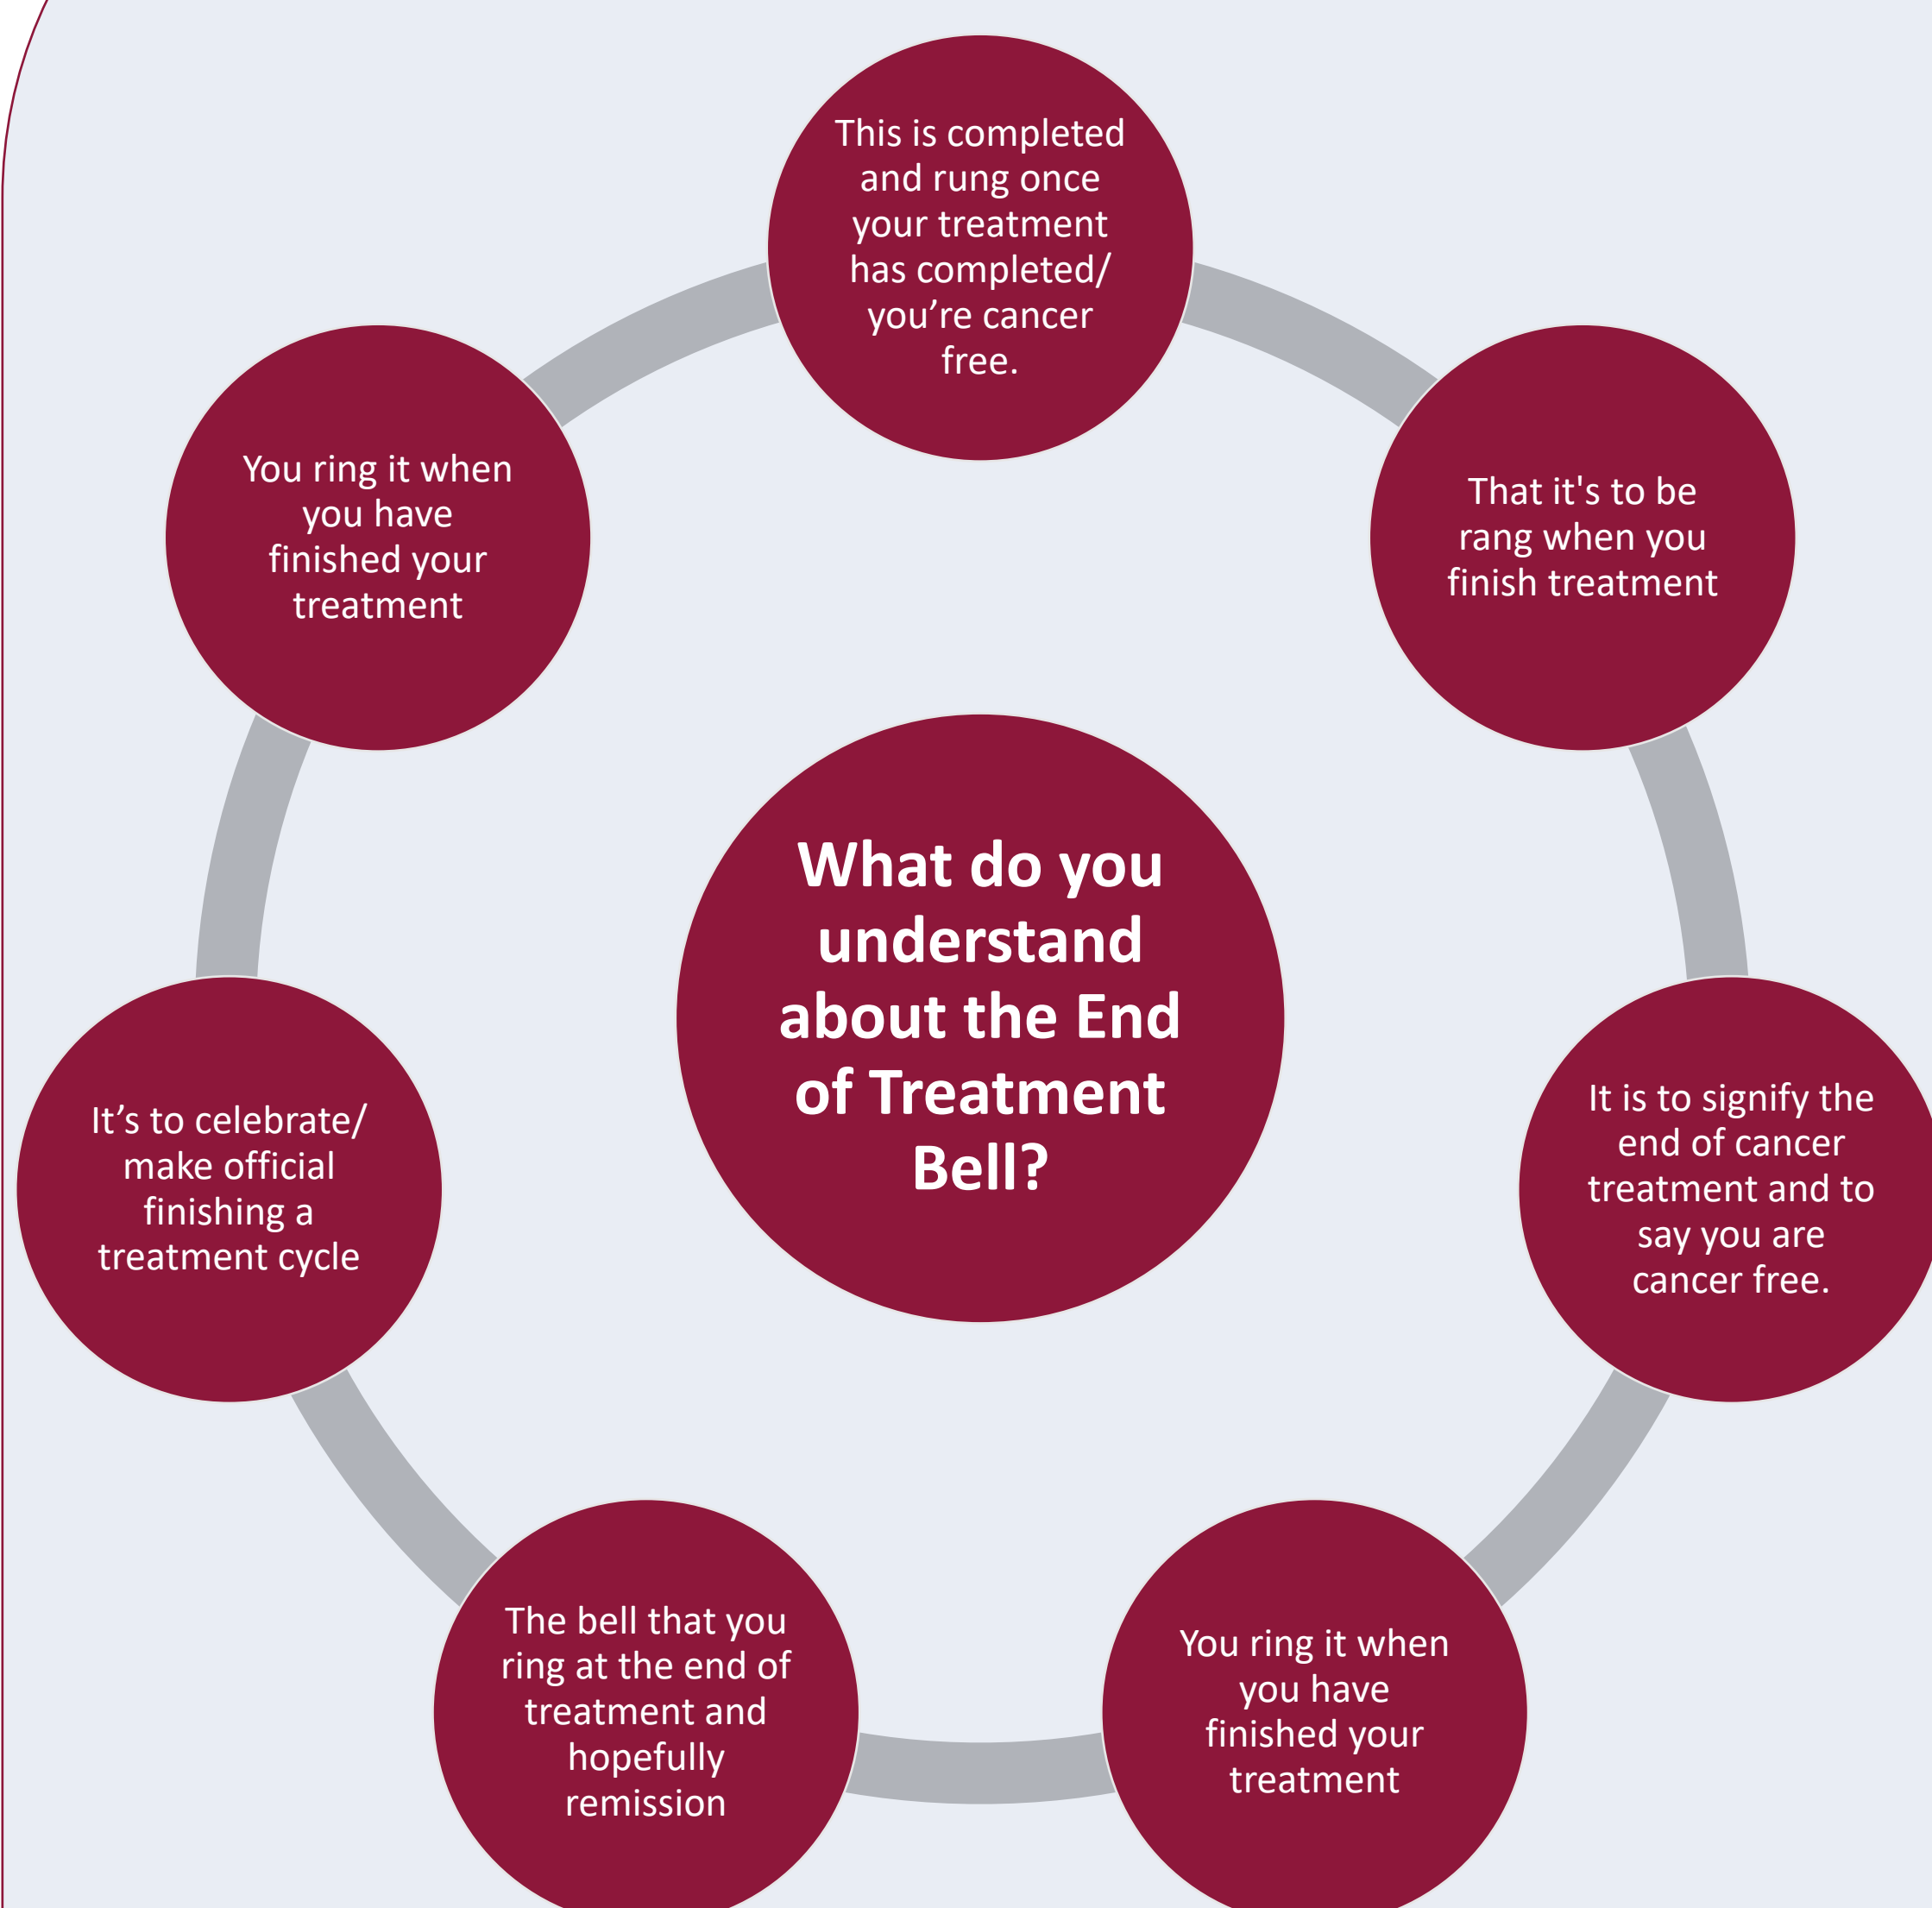 This is completed
and rung once
your treatment
has completed/
you’re cancer
free.
That it's to be
rang when you
finish treatment
It is to signify the
end of cancer
treatment and to
say you are
cancer free.
You ring it when
you have
finished your
treatment
The bell that you
ring at the end of
treatment and
hopefully
remission
It’s to celebrate/
make official
finishing a
treatment cycle
You ring it when
you have
finished your
treatment
What do you
understand
about the End
of Treatment
Bell?